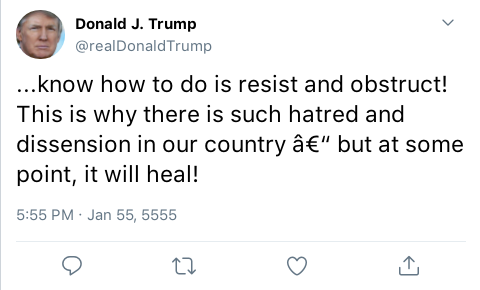 Donald J. Trump
@realDonaldTrump
...know how to do is resist and obstruct!
This is why there is such hatred and
dissension in our country â€“ but at some
point, it will heal!
5:55 PM · Jan 55, 5555